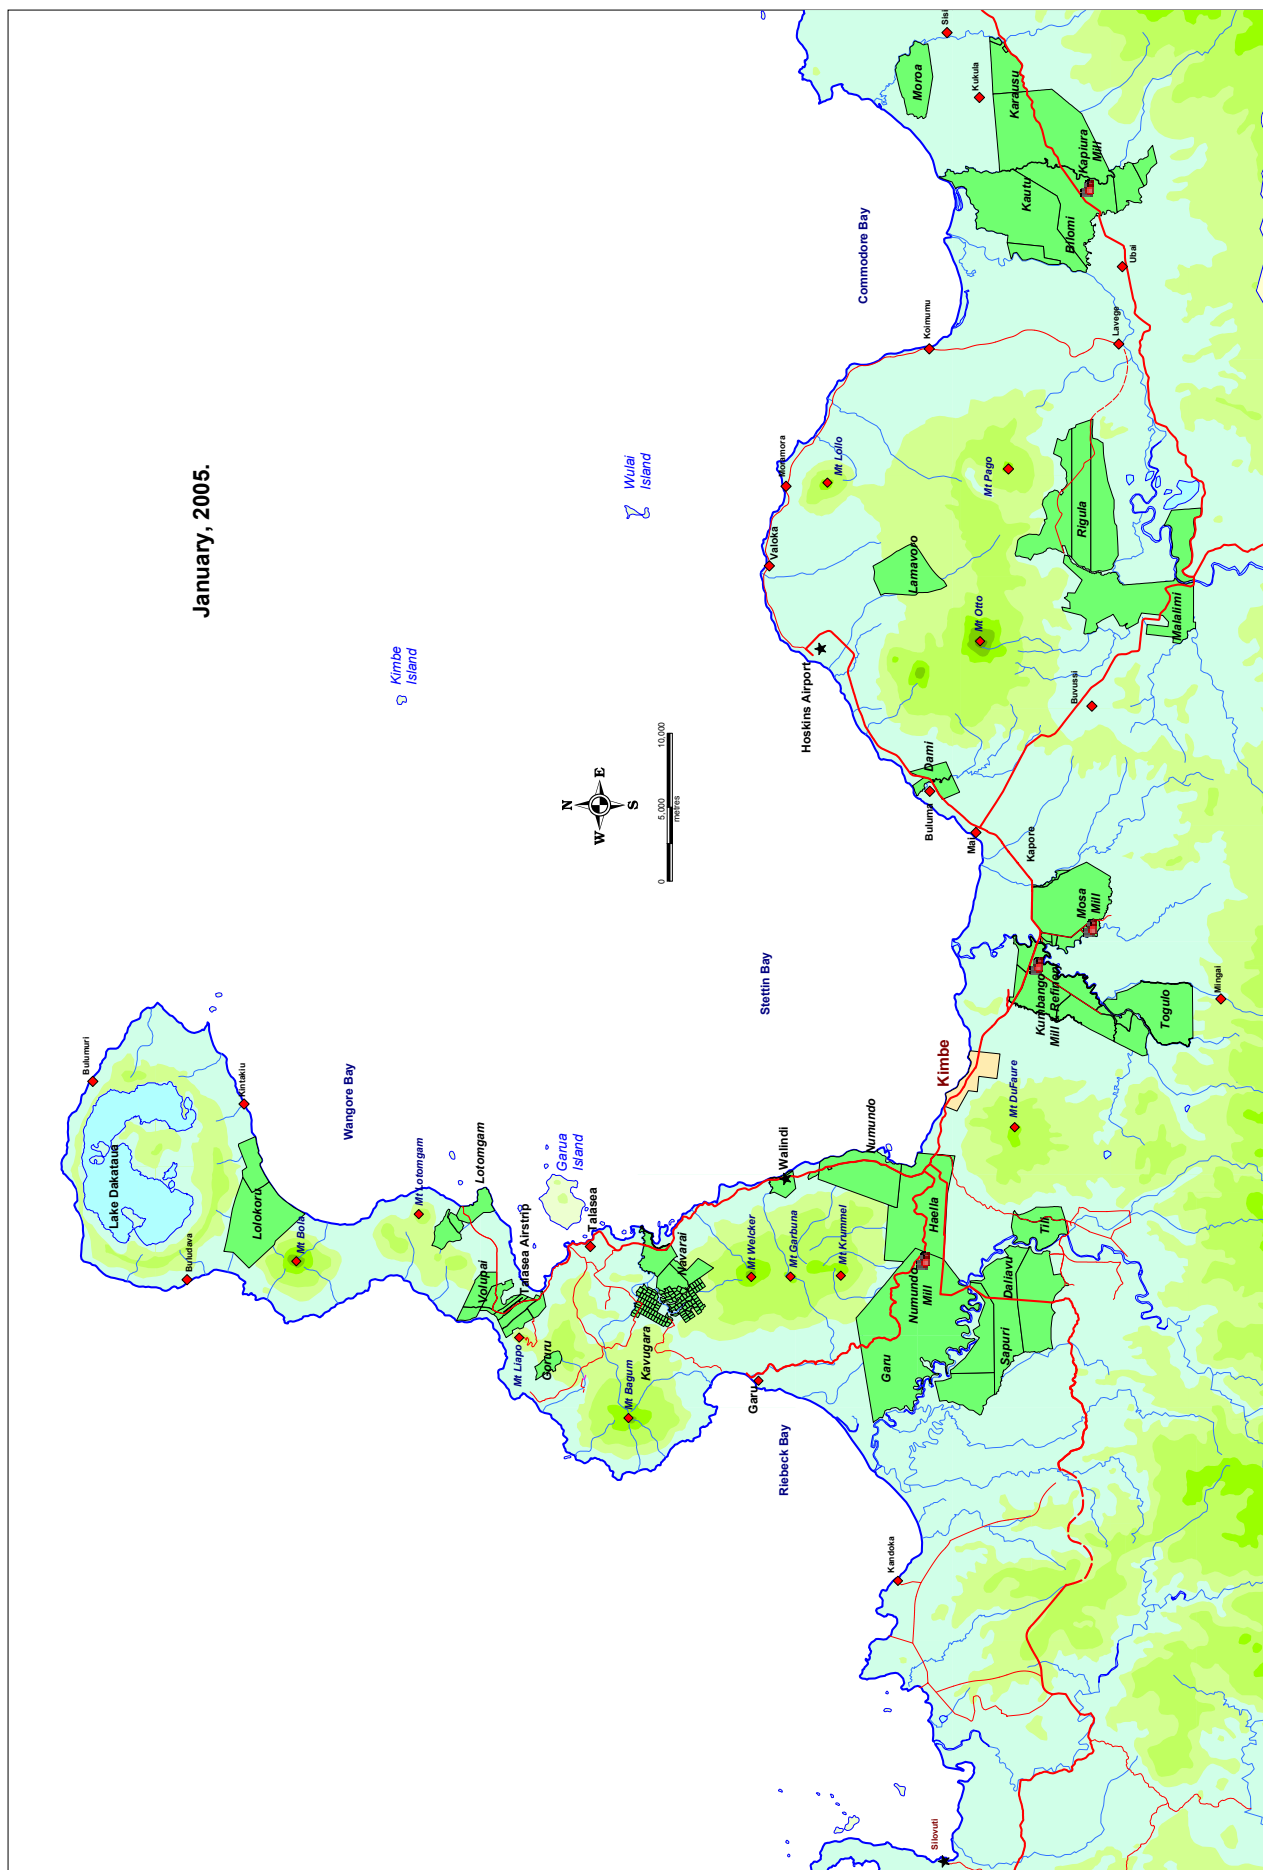 January, 2005.
Bulumuri
Lake Dakataua
Kintakiu
Buludava
Lolokoru
Mt Bola
Wangore Bay
Mt Lotomgam
Lotomgam
Volupai
Talasea Airstrip
Mt Liapo
Goruru
Garua
Island
Talasea
Mt Bagum
Kavugara
Navarai
Garu
Riebeck Bay
Mt Welcker
Mt Garbuna
Mt Krummel
Walindi
Numundo
Stettin Bay
Kimbe
Island
Wulai
Island
N
W
E
S
0
5,000
10,000
metres
Kandoka
Silovuti
Garu
Numundo
Mill
Haella
Sapuri
Daliavu
Tili
Kimbe
Mt DuFaure
Kumbango
Mill & Refinery
Togulo
Mingai
Mosa
Mill
Kapore
Mai
Buluma
Dami
Hoskins Airport
Valoka
Moramora
Mt Lollo
Lamavoro
Mt Otto
Mt Pago
Buvussi
Malalimi
Rigula
Koimumu
Commodore Bay
Lavege
Ubai
Bilomi
Kautu
Kapiura
Mill
Karausu
Kukula
Moroa
Sisi